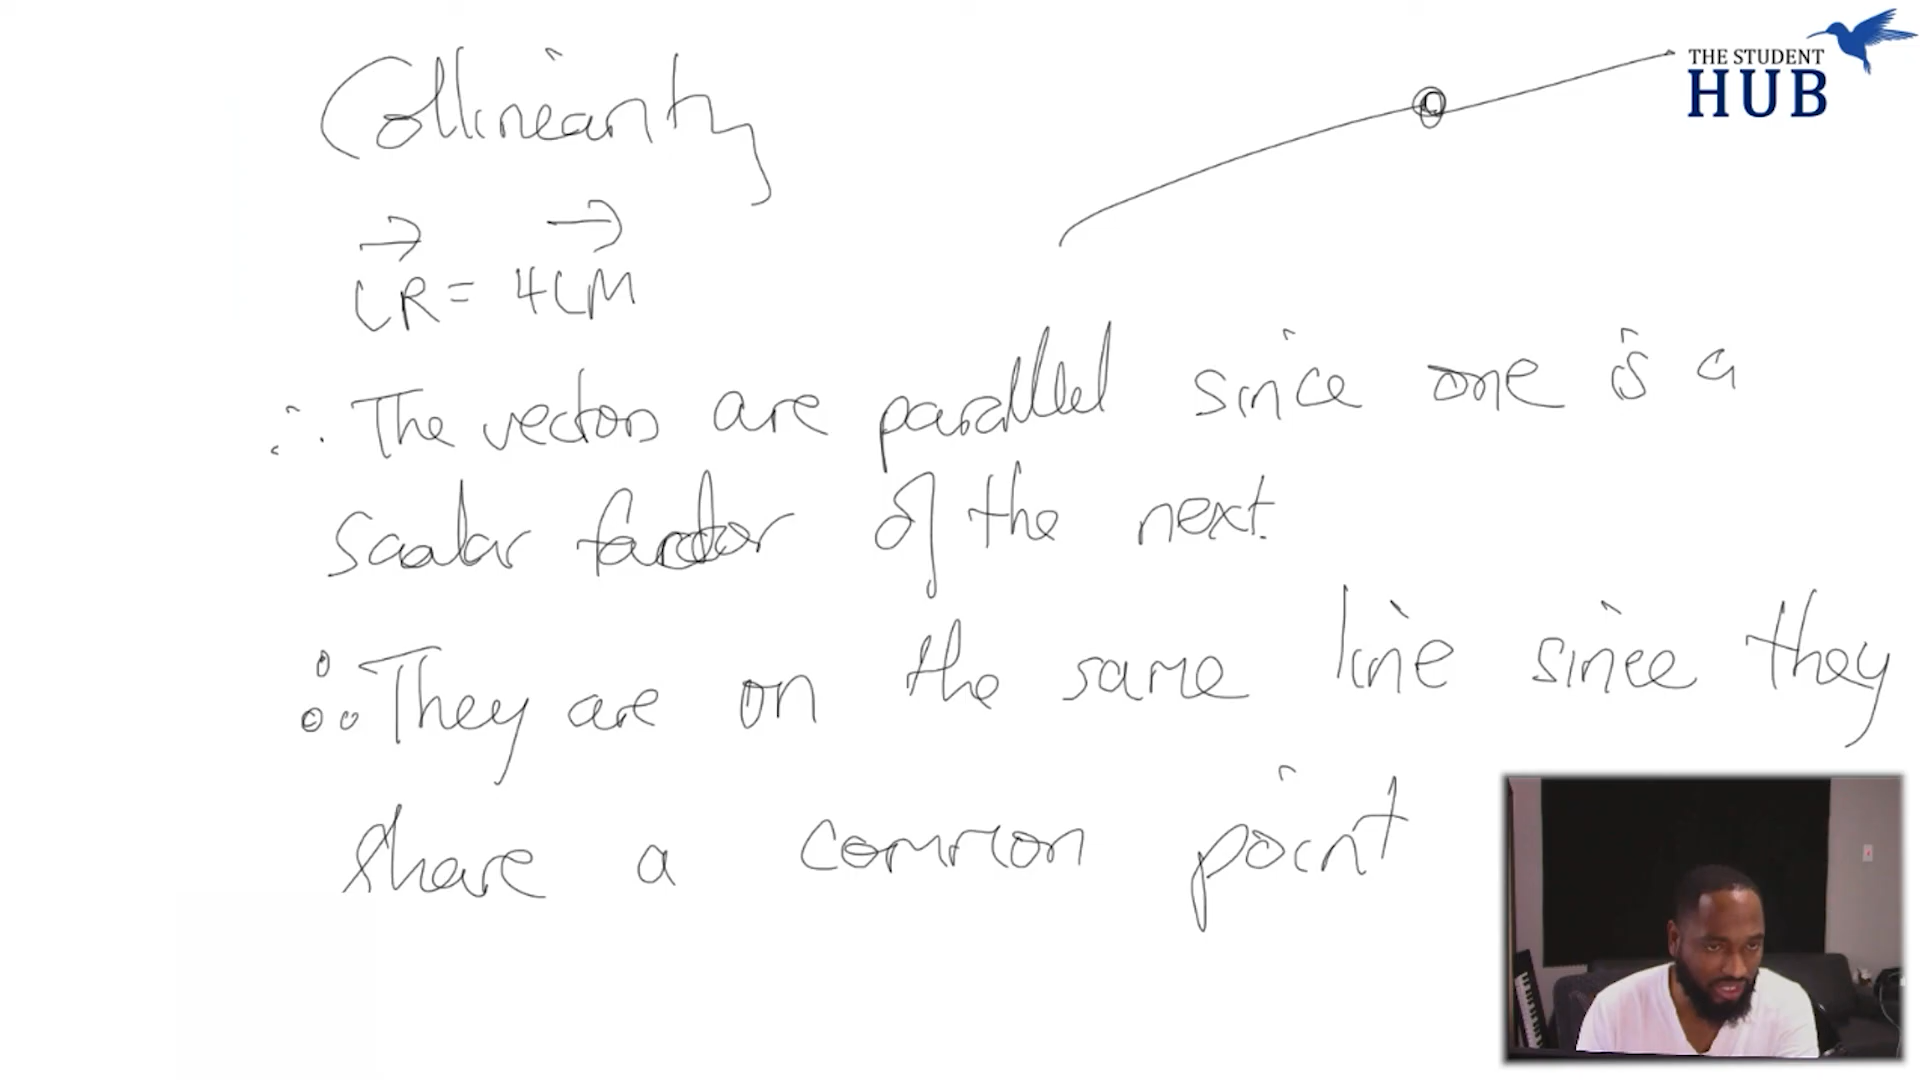 THE STUDENT
HUB
Collinearity
LR = 4LM
∴ The vectors are parallel since one is a
scalar factor of the next.
∴ They are on the same line since they
share a common point